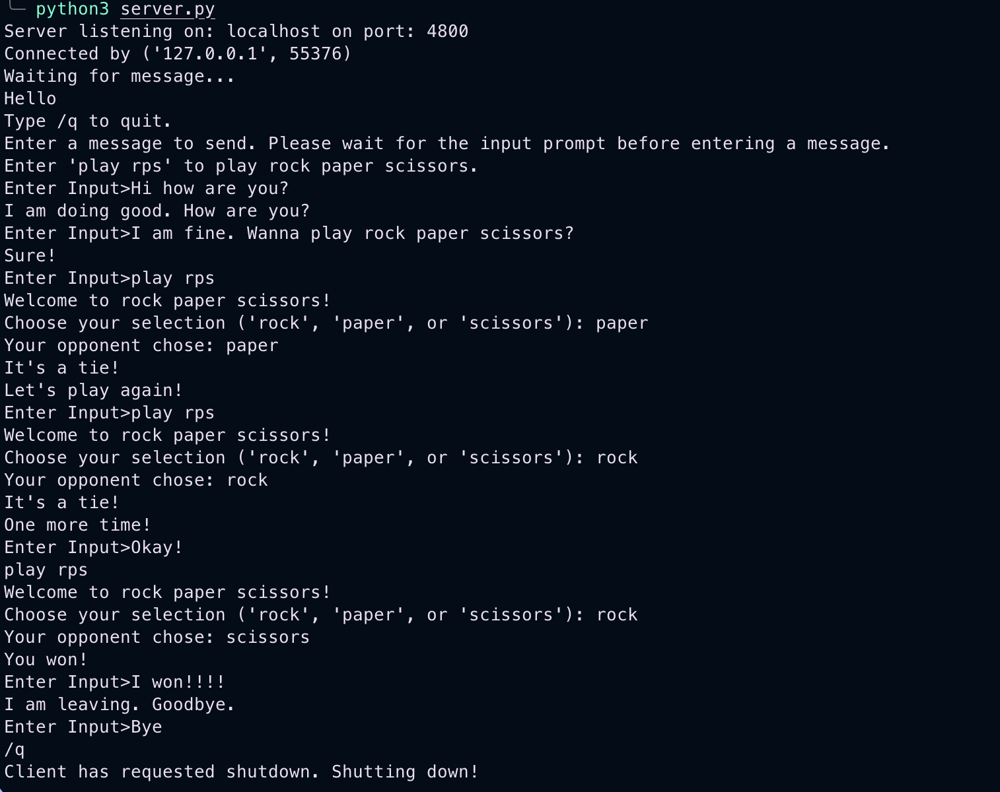 python3 server.py
Server listening on: localhost on port: 4800
Connected by ('127.0.0.1', 55376)
Waiting for message...
Hello
Type /q to quit.
Enter a message to send. Please wait for the input prompt before entering a message.
Enter 'play rps' to play rock paper scissors.
Enter Input>Hi how are you?
I am doing good. How are you?
Enter Input>I am fine. Wanna play rock paper scissors?
Sure!
Enter Input>play rps
Welcome to rock paper scissors!
Choose your selection ('rock', 'paper', or 'scissors'): paper
Your opponent chose: paper
It's a tie!
Let's play again!
Enter Input>play rps
Welcome to rock paper scissors!
Choose your selection ('rock', 'paper', or 'scissors'): rock
Your opponent chose: rock
It's a tie!
One more time!
Enter Input>Okay!
play rps
Welcome to rock paper scissors!
Choose your selection ('rock', 'paper', or 'scissors'): rock
Your opponent chose: scissors
You won!
Enter Input>I won!!!!
I am leaving. Goodbye.
Enter Input>Bye
/q
Client has requested shutdown. Shutting down!